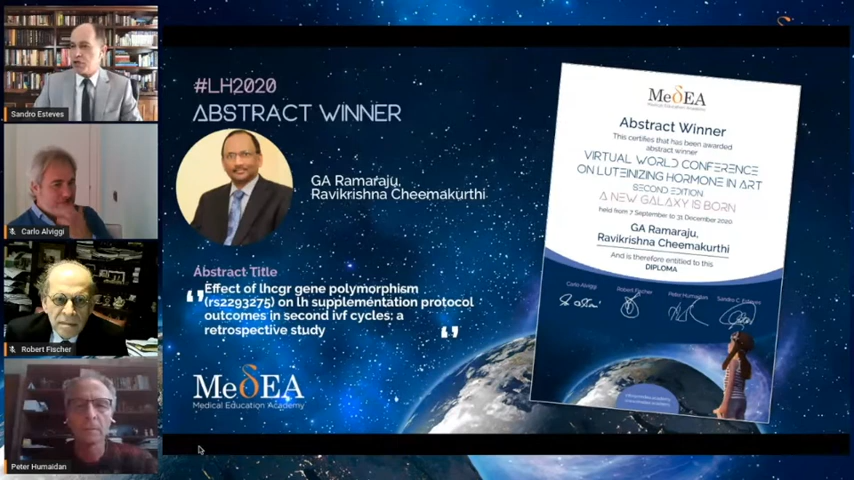 Sandro Esteves
Carlo Alviggi
Robert Fischer
Peter Humaidan
#LH2020
ABSTRACT WINNER
GA Ramaraju,
Ravikrishna Cheemakurthi
Abstract Title
Effect of lhcgr gene polymorphism
(rs2293275) on lh supplementation protocol
outcomes in second ivf cycles: a
retrospective study
MeδEA
Medical Education Academy
MeδEA
Medical Education Academy
Abstract Winner
This certifies that has been awarded
abstract winner
VIRTUAL WORLD CONFERENCE
ON LUTEINIZING HORMONE IN ART
SECOND EDITION
A NEW GALAXY IS BORN
held from 7 September to 31 December 2020
GA Ramaraju,
Ravikrishna Cheemakurthi
And is therefore entitled to this
DIPLOMA
Carlo Alviggi
Robert Fischer
Peter Humaidan
Sandro C. Esteves